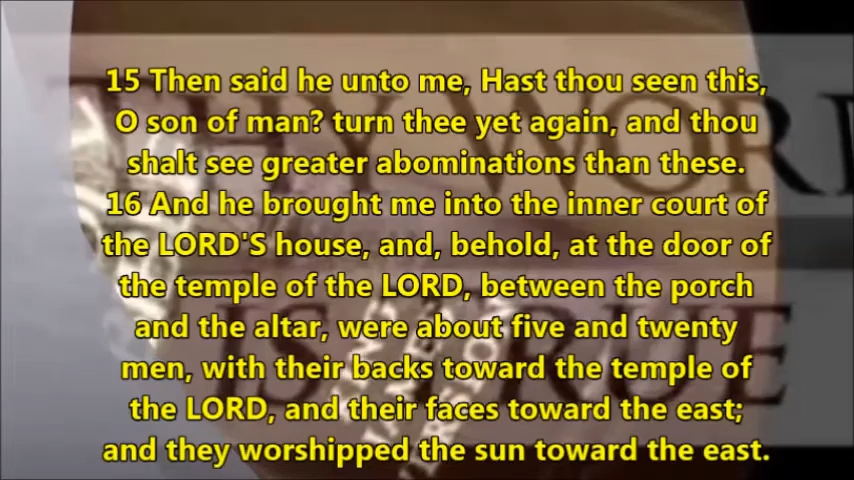 15 Then said he unto me, Hast thou seen this,
O son of man? turn thee yet again, and thou
shalt see greater abominations than these.
16 And he brought me into the inner court of
the LORD'S house, and, behold, at the door of
the temple of the LORD, between the porch
and the altar, were about five and twenty
men, with their backs toward the temple of
the LORD, and their faces toward the east;
and they worshipped the sun toward the east.
THY WORD
IS TRUE